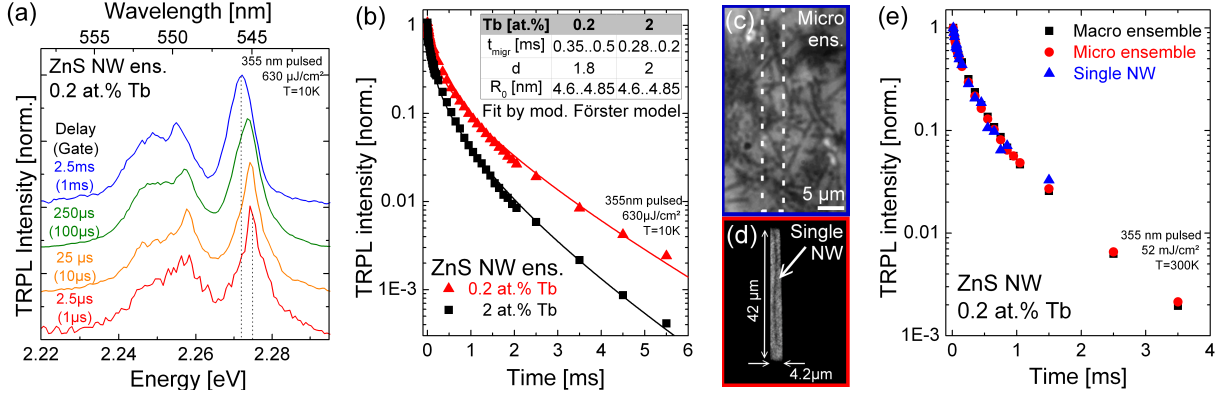 (a)
Wavelength [nm]
555 550 545
ZnS NW ens.
0.2 at.% Tb
355 nm pulsed
630 µJ/cm²
T=10K
Delay
(Gate)
2.5ms
(1ms)
250µs
(100µs)
25 µs
(10µs)
2.5µs
(1µs)
TRPL Intensity [norm.]
2.22 2.24 2.26 2.28
Energy [eV]
(b)
Tb [at.%] 0.2 2
t_migr [ms] 0.35..0.5 0.28..0.2
d 1.8 2
R_0 [nm] 4.6..4.85 4.6..4.85
Fit by mod. Förster model
355nm pulsed
630µJ/cm²
T=10K
ZnS NW ens.
0.2 at.% Tb
2 at.% Tb
TRPL intensity [norm.]
1
0.1
0.01
1E-3
0 1 2 3 4 5 6
Time [ms]
(c) Micro
ens.
5 µm
(d) Single
NW
42 µm
4.2µm
(e)
Macro ensemble
Micro ensemble
Single NW
355 nm pulsed
52 mJ/cm²
T=300K
ZnS NW
0.2 at.% Tb
TRPL intensity [norm.]
1
0.1
0.01
1E-3
0 1 2 3 4
Time [ms]